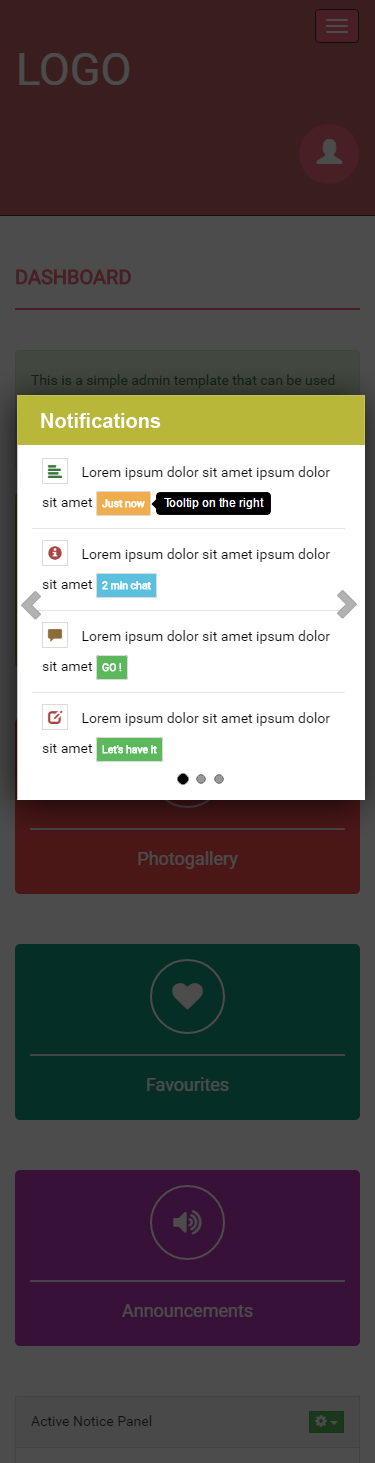 LOGO
DASHBOARD
This is a simple admin template that can be used
Notifications
Lorem ipsum dolor sit amet ipsum dolor
sit amet Just now Tooltip on the right
Lorem ipsum dolor sit amet ipsum dolor
sit amet 2 min chat
Lorem ipsum dolor sit amet ipsum dolor
sit amet GO !
Lorem ipsum dolor sit amet ipsum dolor
sit amet Let's have it
Photogallery
Favourites
Announcements
Active Notice Panel